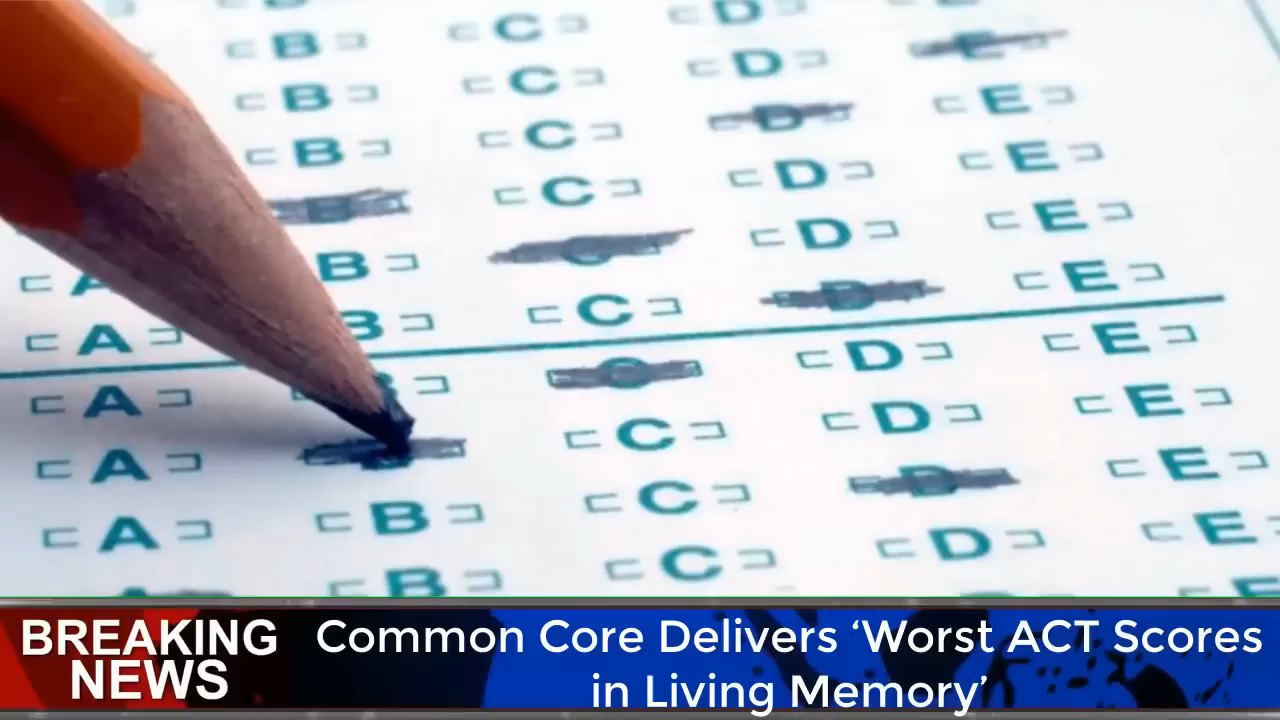 B C D
B C D
B C D E
B C D E
B C D E
A B C D E
A B C D E
A B C D E
A B C D E
A B C D E
A B C D E
B C D E
BREAKING
NEWS
Common Core Delivers ‘Worst ACT Scores
in Living Memory’